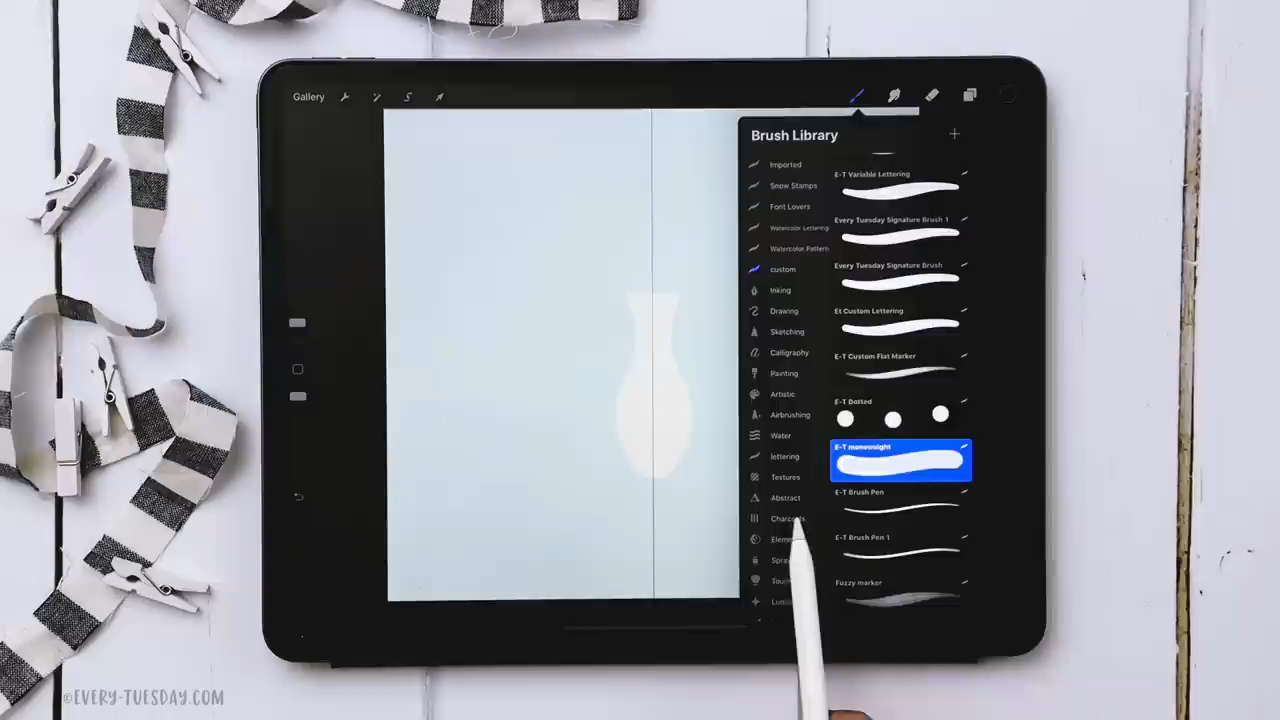 Gallery
Brush Library
Imported
Snow Stamps
Font Lovers
Watercolor Lettering
Watercolor Pattern
custom
Inking
Drawing
Sketching
Calligraphy
Painting
Artistic
Airbrushing
Water
lettering
Textures
Abstract
E-T Variable Lettering
Every Tuesday Signature Brush 1
Every Tuesday Signature Brush
Et Custom Lettering
E-T Custom Flat Marker
E-T Dotted
E-T monoweight
E-T Brush Pen
E-T Brush Pen 1
Fuzzy marker
©EVERY-TUESDAY.COM